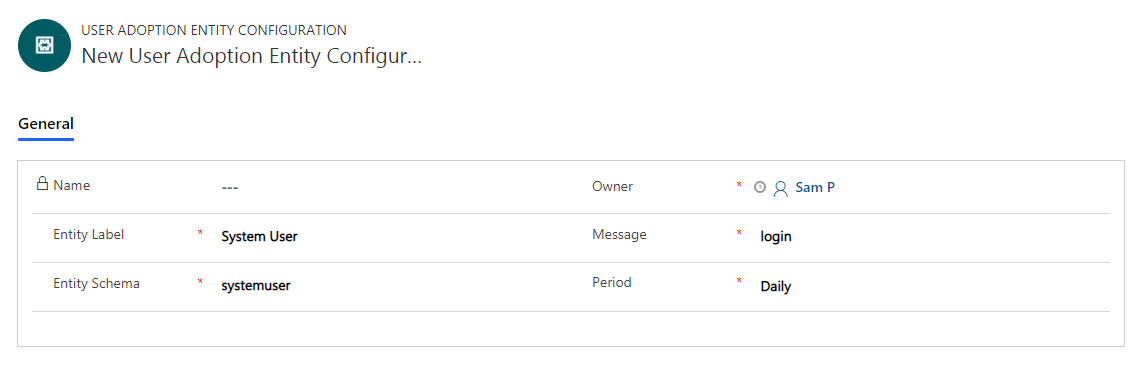 USER ADOPTION ENTITY CONFIGURATION
New User Adoption Entity Configur...
General
Name --- Owner * Sam P
Entity Label * System User Message * login
Entity Schema * systemuser Period * Daily